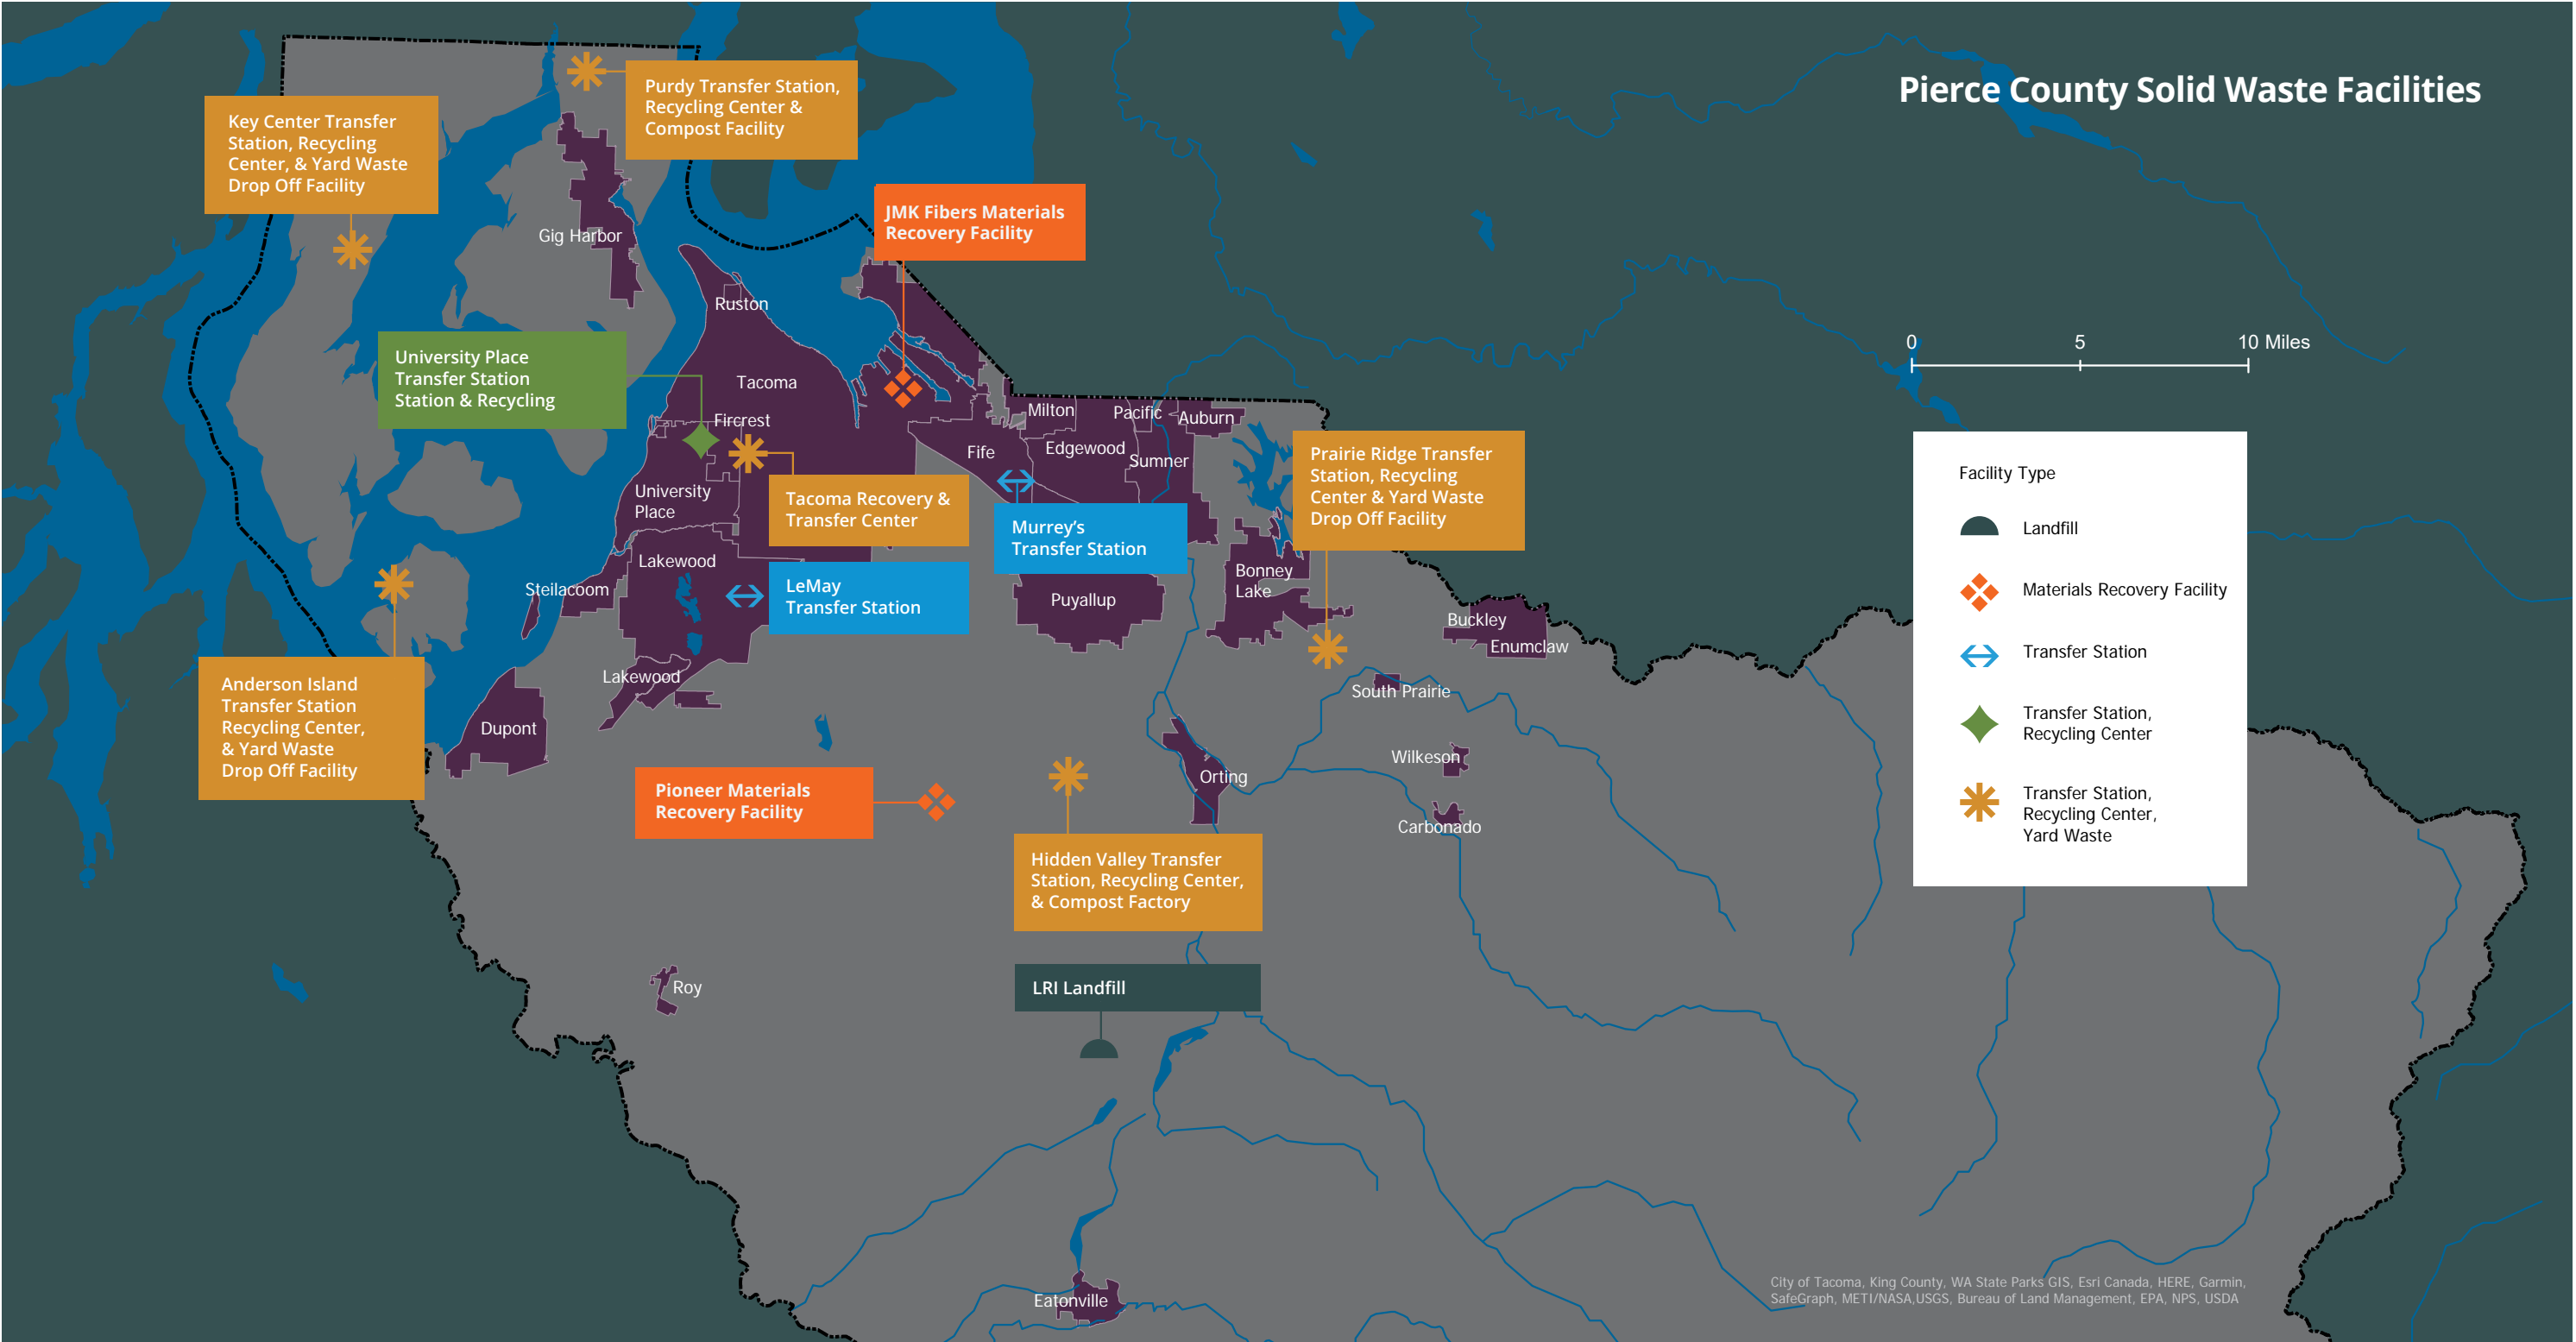 Pierce County Solid Waste Facilities
Purdy Transfer Station,
Recycling Center &
Compost Facility
Key Center Transfer
Station, Recycling
Center, & Yard Waste
Drop Off Facility
JMK Fibers Materials
Recovery Facility
Gig Harbor
Ruston
University Place
Transfer Station
Station & Recycling
Tacoma
Fircrest
Milton
Pacific
Auburn
Fife
Edgewood
Sumner
0
5
10 Miles
Prairie Ridge Transfer
Station, Recycling
Center & Yard Waste
Drop Off Facility
University
Place
Tacoma Recovery &
Transfer Center
Murrey's
Transfer Station
Lakewood
Steilacoom
LeMay
Transfer Station
Puyallup
Bonney
Lake
Buckley
Enumclaw
Lakewood
South Prairie
Anderson Island
Transfer Station
Recycling Center,
& Yard Waste
Drop Off Facility
Dupont
Pioneer Materials
Recovery Facility
Orting
Wilkeson
Carbonado
Hidden Valley Transfer
Station, Recycling Center,
& Compost Factory
Roy
LRI Landfill
Eatonville
Facility Type
Landfill
Materials Recovery Facility
Transfer Station
Transfer Station,
Recycling Center
Transfer Station,
Recycling Center,
Yard Waste
City of Tacoma, King County, WA State Parks GIS, Esri Canada, HERE, Garmin,
SafeGraph, METI/NASA,USGS, Bureau of Land Management, EPA, NPS, USDA